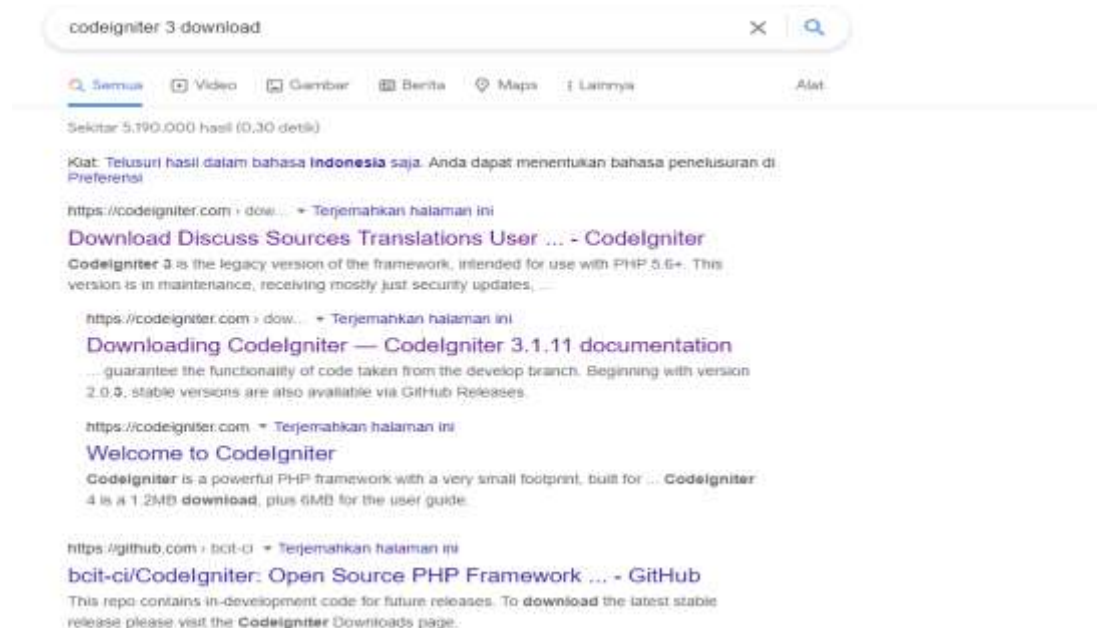 codeigniter 3 download
Semua Video Gambar Berita Maps Lainnya Alat
Sekitar 5.190.000 hasil (0,30 detik)
Kiat: Telusuri hasil dalam bahasa Indonesia saja. Anda dapat menentukan bahasa penelusuran di
Preferensi
https://codeigniter.com › dow... Terjemahkan halaman ini
Download Discuss Sources Translations User ... - CodeIgniter
CodeIgniter 3 is the legacy version of the framework, intended for use with PHP 5.6+. This
version is in maintenance, receiving mostly just security updates, ...
https://codeigniter.com › dow... Terjemahkan halaman ini
Downloading CodeIgniter — CodeIgniter 3.1.11 documentation
... guarantee the functionality of code taken from the develop branch. Beginning with version
2.0.3, stable versions are also available via GitHub Releases.
https://codeigniter.com Terjemahkan halaman ini
Welcome to CodeIgniter
CodeIgniter is a powerful PHP framework with a very small footprint, built for ... CodeIgniter
4 is a 1.2MB download, plus 6MB for the user guide.
https://github.com › bcit-ci Terjemahkan halaman ini
bcit-ci/CodeIgniter: Open Source PHP Framework ... - GitHub
This repo contains in-development code for future releases. To download the latest stable
release please visit the CodeIgniter Downloads page.